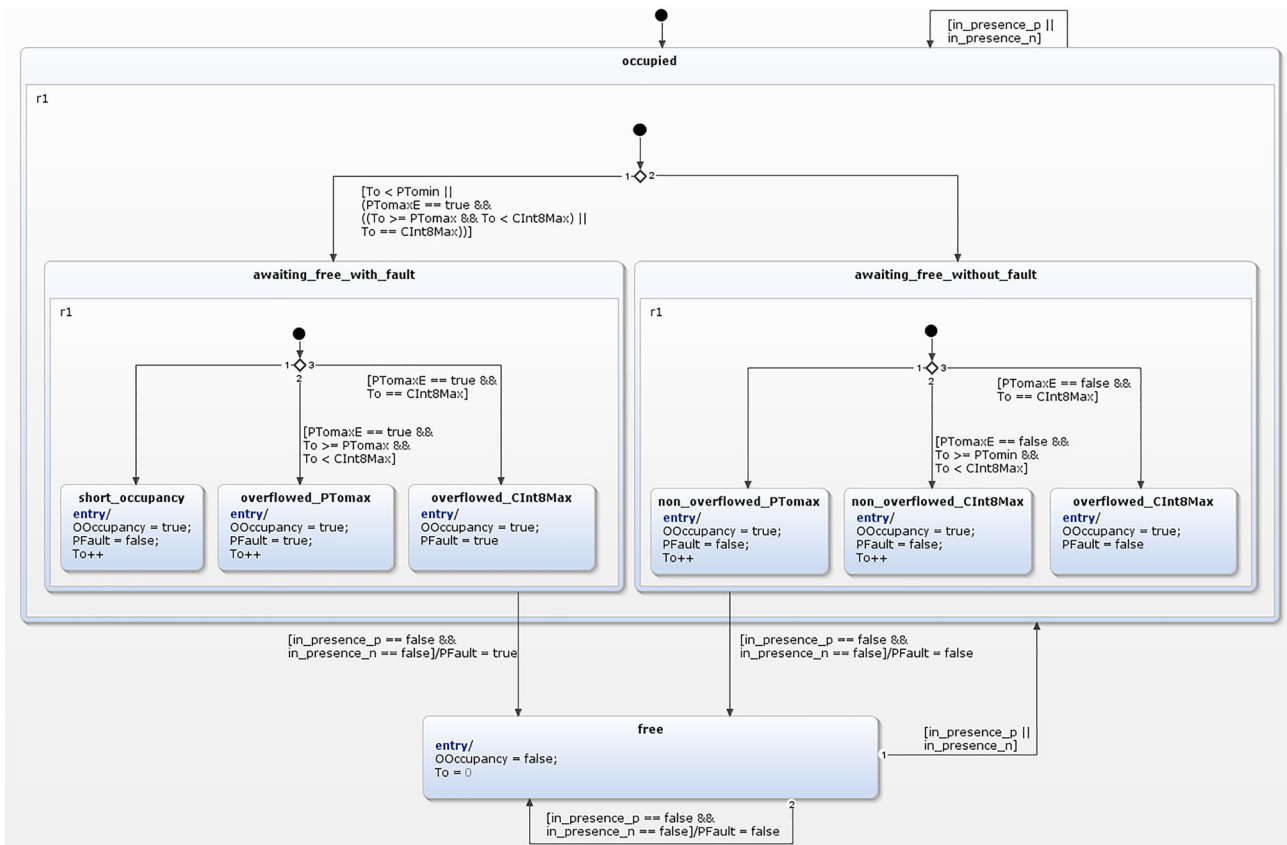 [in_presence_p ||
in_presence_n]
occupied
r1
1 2
[To < PTomin ||
(PTomaxE == true &&
((To >= PTomax && To < CInt8Max) ||
To == CInt8Max))]
awaiting_free_with_fault
r1
1 3
2
[PTomaxE == true &&
To == CInt8Max]
[PTomaxE == true &&
To >= PTomax &&
To < CInt8Max]
short_occupancy
entry/
OOccupancy = true;
PFault = false;
To++
overflowed_PTomax
entry/
OOccupancy = true;
PFault = true;
To++
overflowed_CInt8Max
entry/
OOccupancy = true;
PFault = true
awaiting_free_without_fault
r1
1 3
2
[PTomaxE == false &&
To == CInt8Max]
[PTomaxE == false &&
To >= PTomin &&
To < CInt8Max]
non_overflowed_PTomax
entry/
OOccupancy = true;
PFault = false;
To++
non_overflowed_CInt8Max
entry/
OOccupancy = true;
PFault = false;
To++
overflowed_CInt8Max
entry/
OOccupancy = true;
PFault = false
[in_presence_p == false &&
in_presence_n == false]/PFault = true
[in_presence_p == false &&
in_presence_n == false]/PFault = false
free
entry/
OOccupancy = false;
To = 0
1
[in_presence_p ||
in_presence_n]
2
[in_presence_p == false &&
in_presence_n == false]/PFault = false